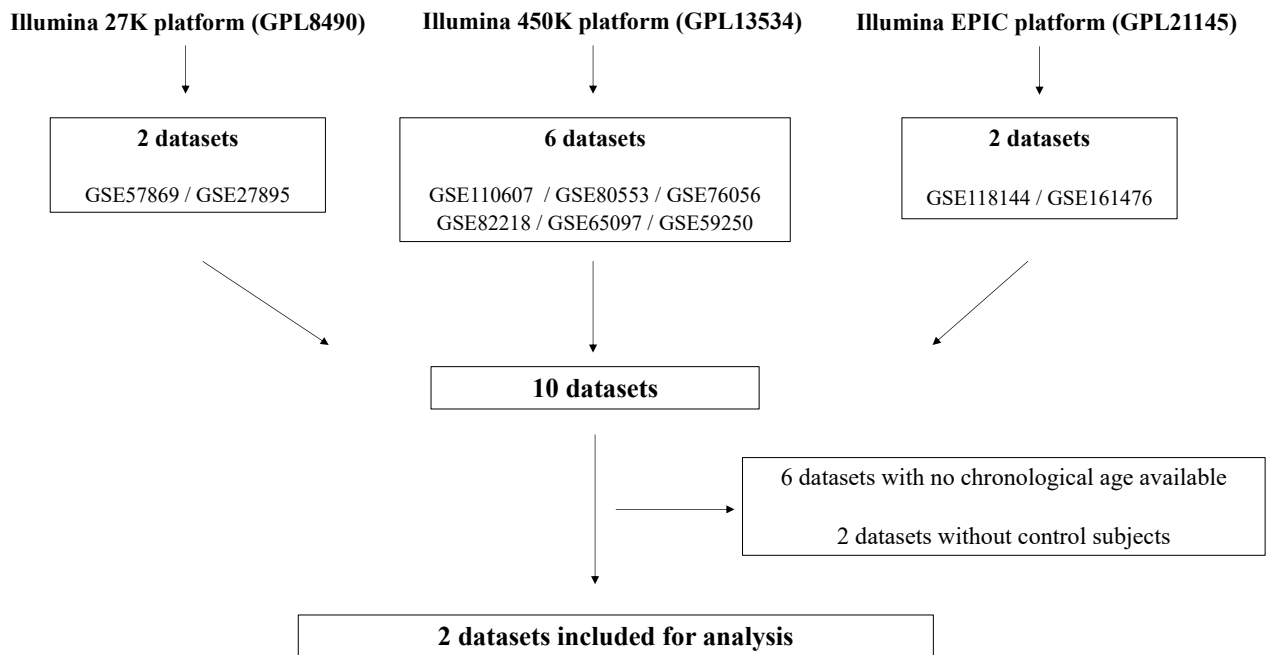 Illumina 27K platform (GPL8490)
Illumina 450K platform (GPL13534)
Illumina EPIC platform (GPL21145)
2 datasets
GSE57869 / GSE27895
6 datasets
GSE110607 / GSE80553 / GSE76056
GSE82218 / GSE65097 / GSE59250
2 datasets
GSE118144 / GSE161476
10 datasets
6 datasets with no chronological age available
2 datasets without control subjects
2 datasets included for analysis